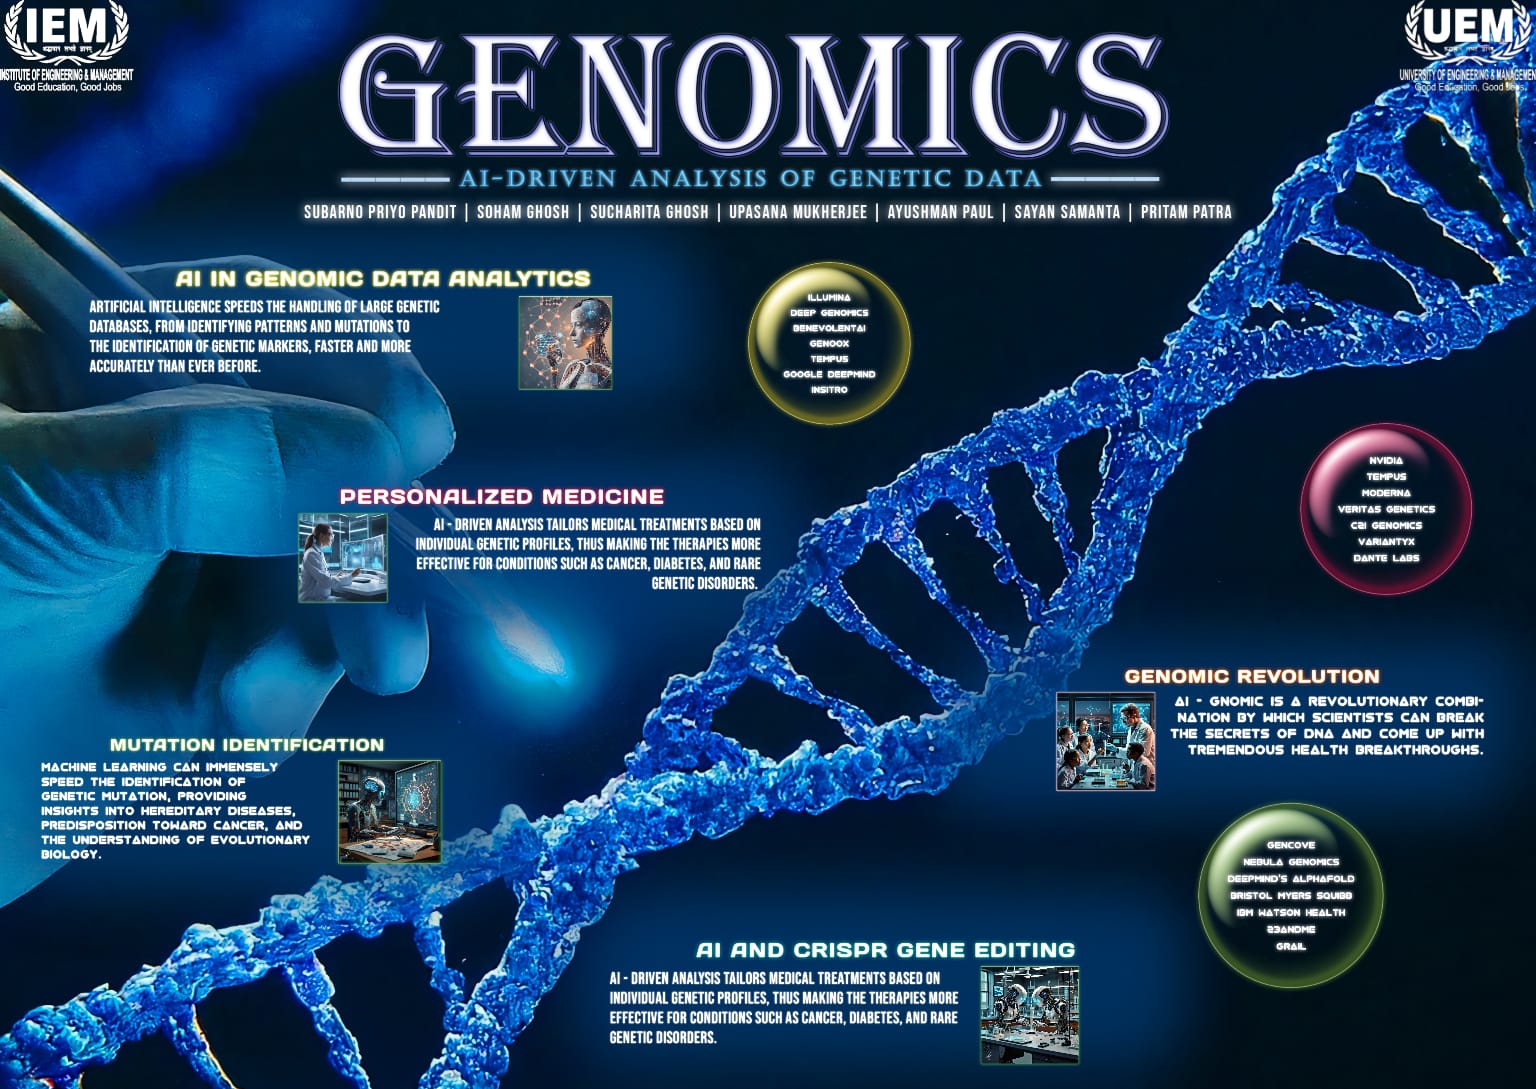 IEM
INSTITUTE OF ENGINEERING & MANAGEMENT
Good Education, Good Jobs
UEM
UNIVERSITY OF ENGINEERING & MANAGEMENT
Good Education, Good Jobs
GENOMICS
AI-DRIVEN ANALYSIS OF GENETIC DATA
SUBARNO PRIYO PANDIT | SOHAM GHOSH | SUCHARITA GHOSH | UPASANA MUKHERJEE | AYUSHMAN PAUL | SAYAN SAMANTA | PRITAM PATRA
AI IN GENOMIC DATA ANALYTICS
ARTIFICIAL INTELLIGENCE SPEEDS THE HANDLING OF LARGE GENETIC
DATABASES, FROM IDENTIFYING PATTERNS AND MUTATIONS TO
THE IDENTIFICATION OF GENETIC MARKERS, FASTER AND MORE
ACCURATELY THAN EVER BEFORE.
ILLUMINA
DEEP GENOMICS
BENEVOLENTAI
GENOOX
TEMPUS
GOOGLE DEEPMIND
INSITRO
PERSONALIZED MEDICINE
AI - DRIVEN ANALYSIS TAILORS MEDICAL TREATMENTS BASED ON
INDIVIDUAL GENETIC PROFILES, THUS MAKING THE THERAPIES MORE
EFFECTIVE FOR CONDITIONS SUCH AS CANCER, DIABETES, AND RARE
GENETIC DISORDERS.
NVIDIA
TEMPUS
MODERNA
VERITAS GENETICS
C2I GENOMICS
VARIANTYX
DANTE LABS
GENOMIC REVOLUTION
AI - GNOMIC IS A REVOLUTIONARY COMBI-
NATION BY WHICH SCIENTISTS CAN BREAK
THE SECRETS OF DNA AND COME UP WITH
TREMENDOUS HEALTH BREAKTHROUGHS.
MUTATION IDENTIFICATION
MACHINE LEARNING CAN IMMENSELY
SPEED THE IDENTIFICATION OF
GENETIC MUTATION, PROVIDING
INSIGHTS INTO HEREDITARY DISEASES,
PREDISPOSITION TOWARD CANCER, AND
THE UNDERSTANDING OF EVOLUTIONARY
BIOLOGY.
GENCOVE
NEBULA GENOMICS
DEEPMIND'S ALPHAFOLD
BRISTOL MYERS SQUIBB
IBM WATSON HEALTH
23ANDME
GRAIL
AI AND CRISPR GENE EDITING
AI - DRIVEN ANALYSIS TAILORS MEDICAL TREATMENTS BASED ON
INDIVIDUAL GENETIC PROFILES, THUS MAKING THE THERAPIES MORE
EFFECTIVE FOR CONDITIONS SUCH AS CANCER, DIABETES, AND RARE
GENETIC DISORDERS.